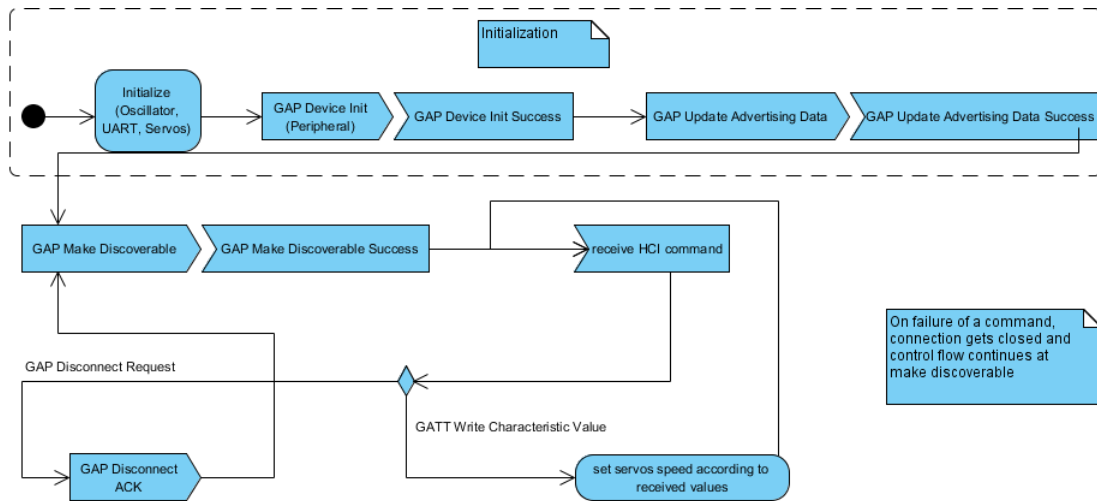 Initialization
Initialize
(Oscillator,
UART, Servos)
GAP Device Init
(Peripheral)
GAP Device Init Success
GAP Update Advertising Data
GAP Update Advertising Data Success
GAP Make Discoverable
GAP Make Discoverable Success
receive HCI command
On failure of a command,
connection gets closed and
control flow continues at
make discoverable
GAP Disconnect Request
GATT Write Characteristic Value
GAP Disconnect
ACK
set servos speed according to
received values